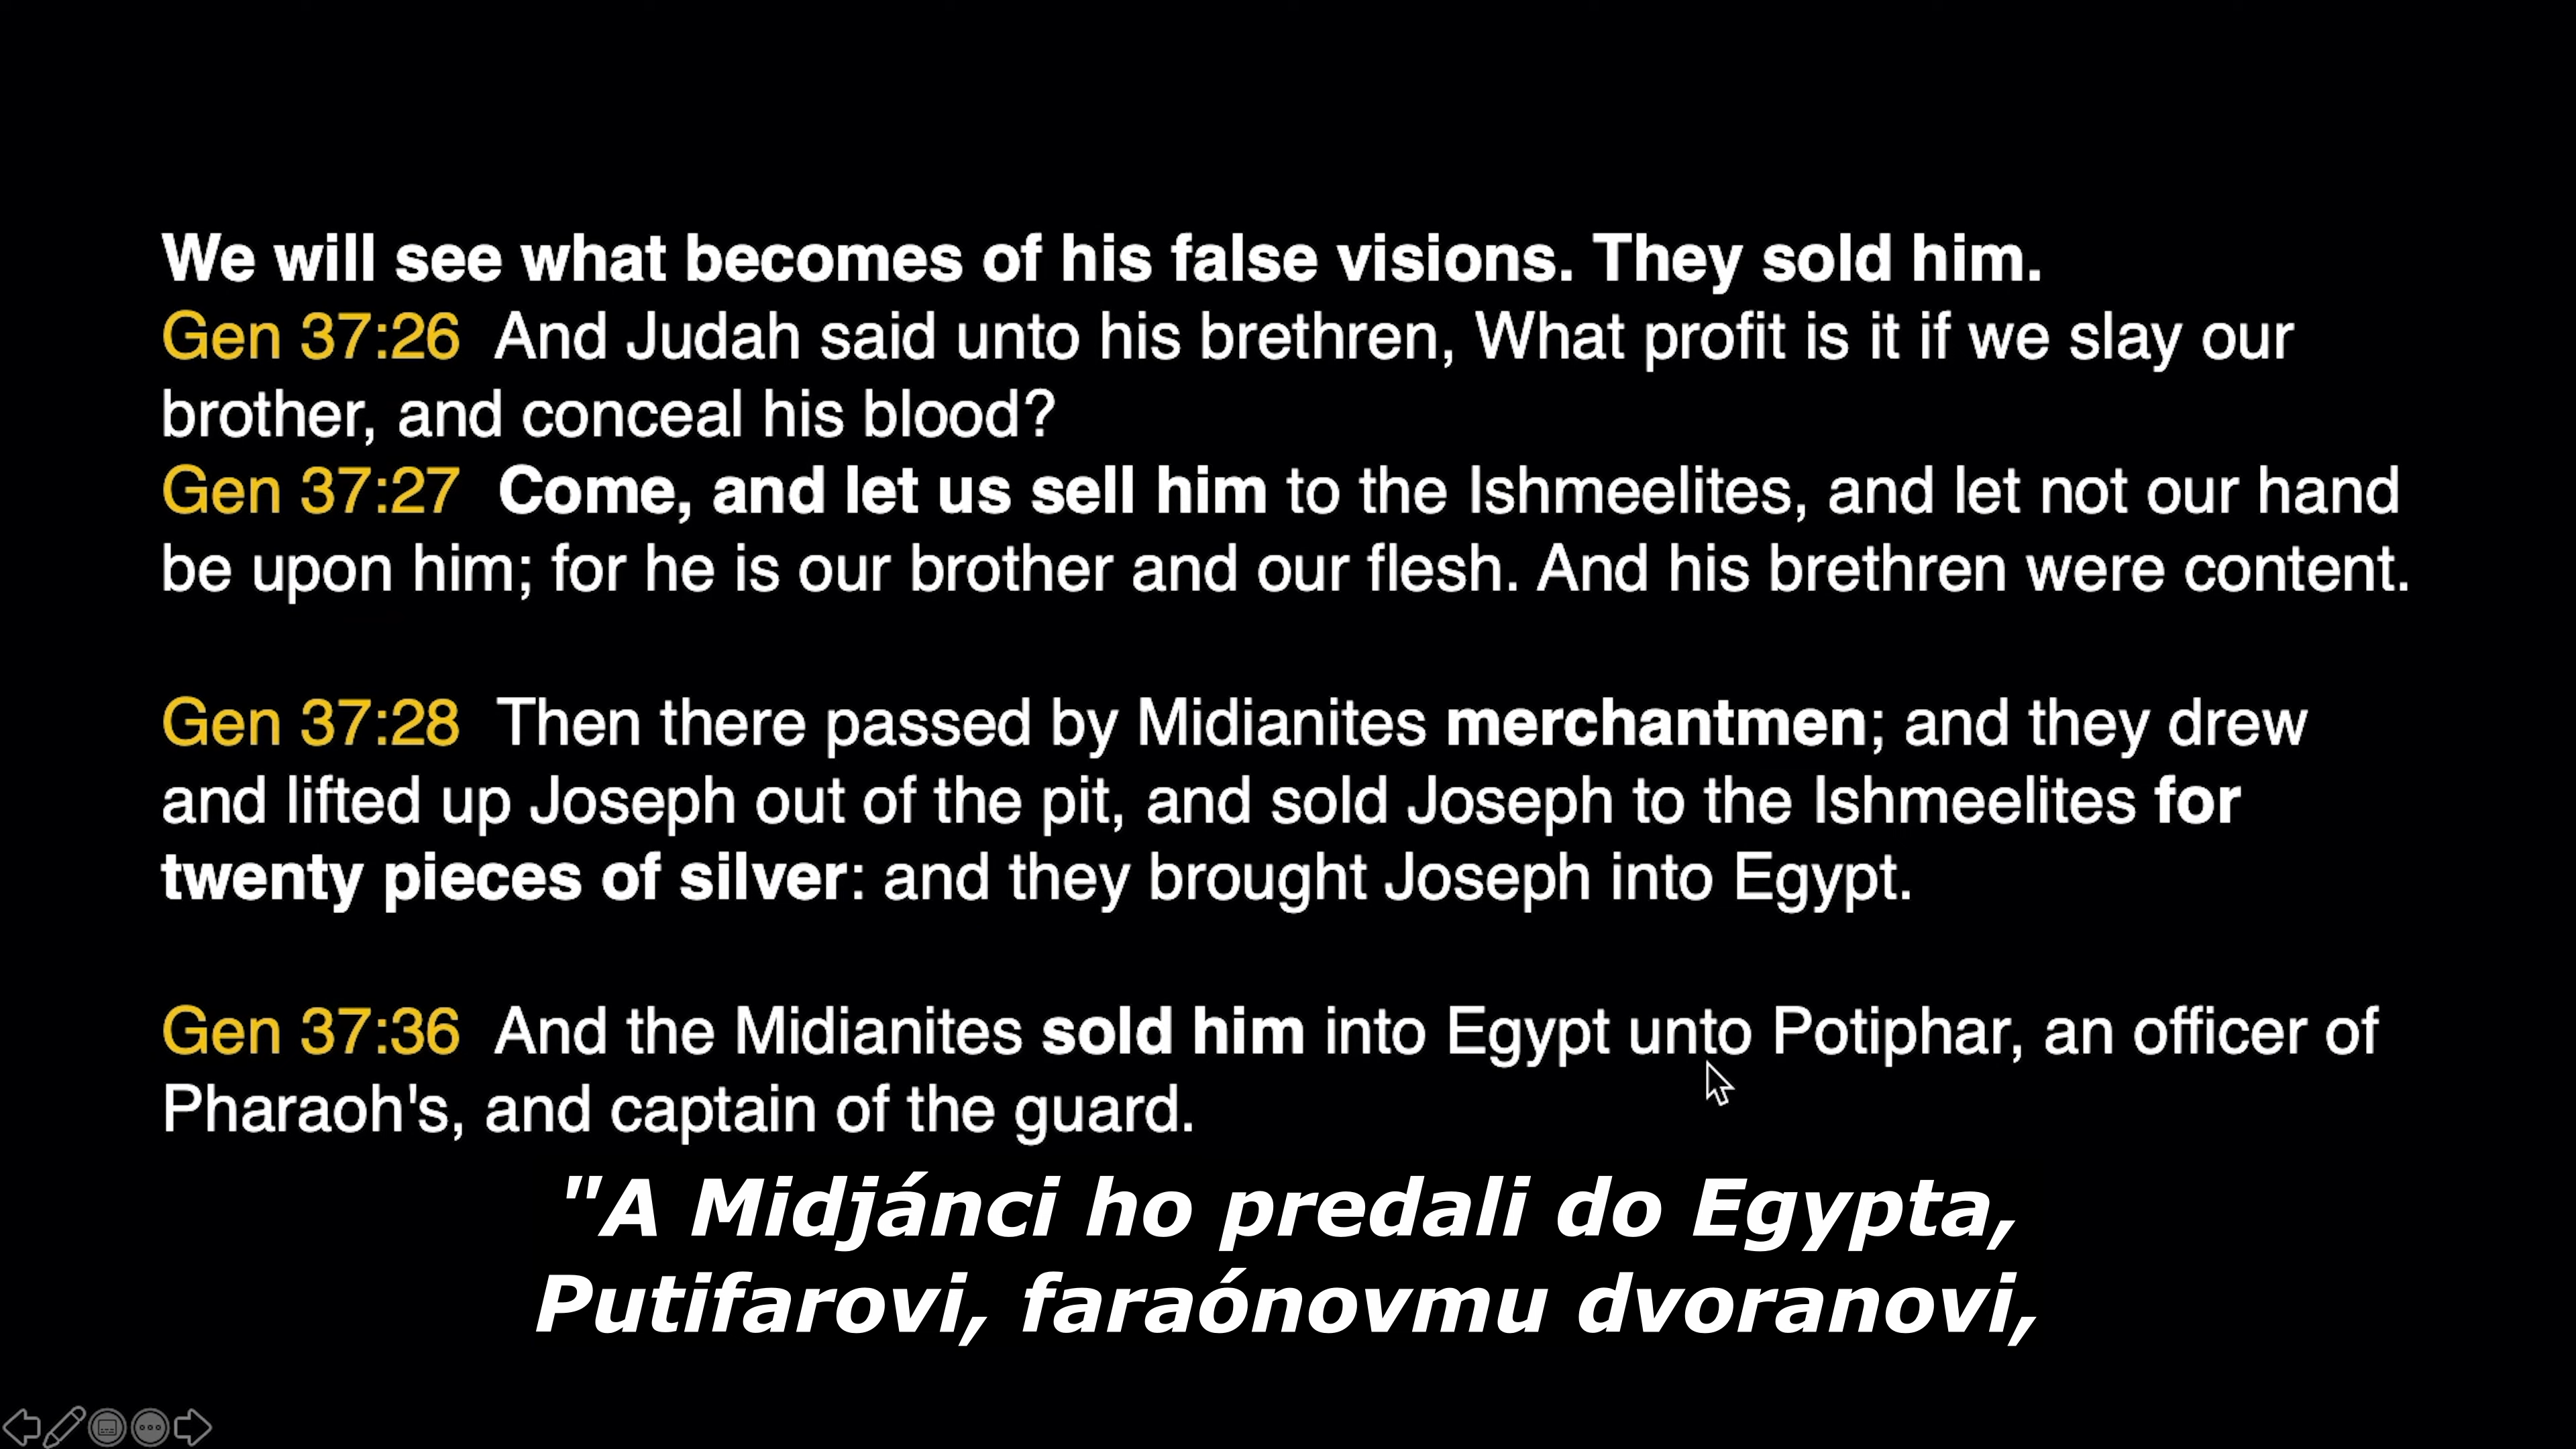 We will see what becomes of his false visions. They sold him.
Gen 37:26 And Judah said unto his brethren, What profit is it if we slay our
brother, and conceal his blood?
Gen 37:27 Come, and let us sell him to the Ishmeelites, and let not our hand
be upon him; for he is our brother and our flesh. And his brethren were content.
Gen 37:28 Then there passed by Midianites merchantmen; and they drew
and lifted up Joseph out of the pit, and sold Joseph to the Ishmeelites for
twenty pieces of silver: and they brought Joseph into Egypt.
Gen 37:36 And the Midianites sold him into Egypt unto Potiphar, an officer of
Pharaoh's, and captain of the guard.
"A Midjánci ho predali do Egypta,
Putifarovi, faraónovmu dvoranovi,